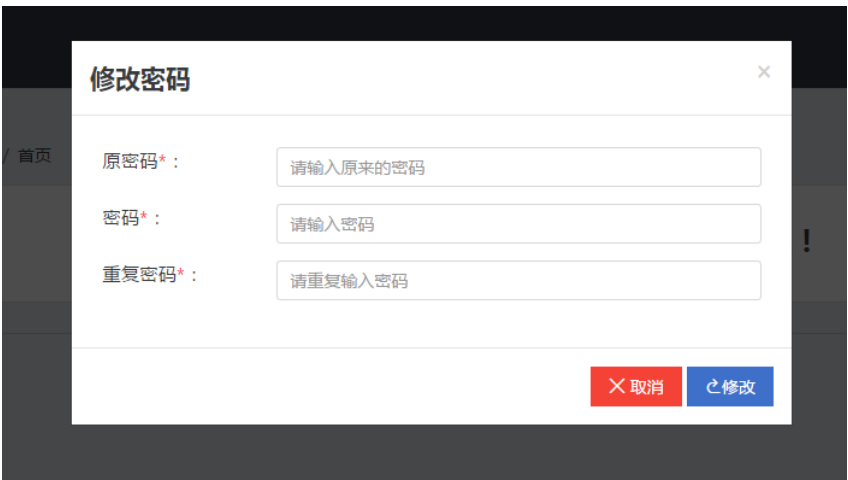 修改密码 ×
/ 首页
原密码*： 请输入原来的密码
密码*： 请输入密码
!
重复密码*： 请重复输入密码
取消 修改